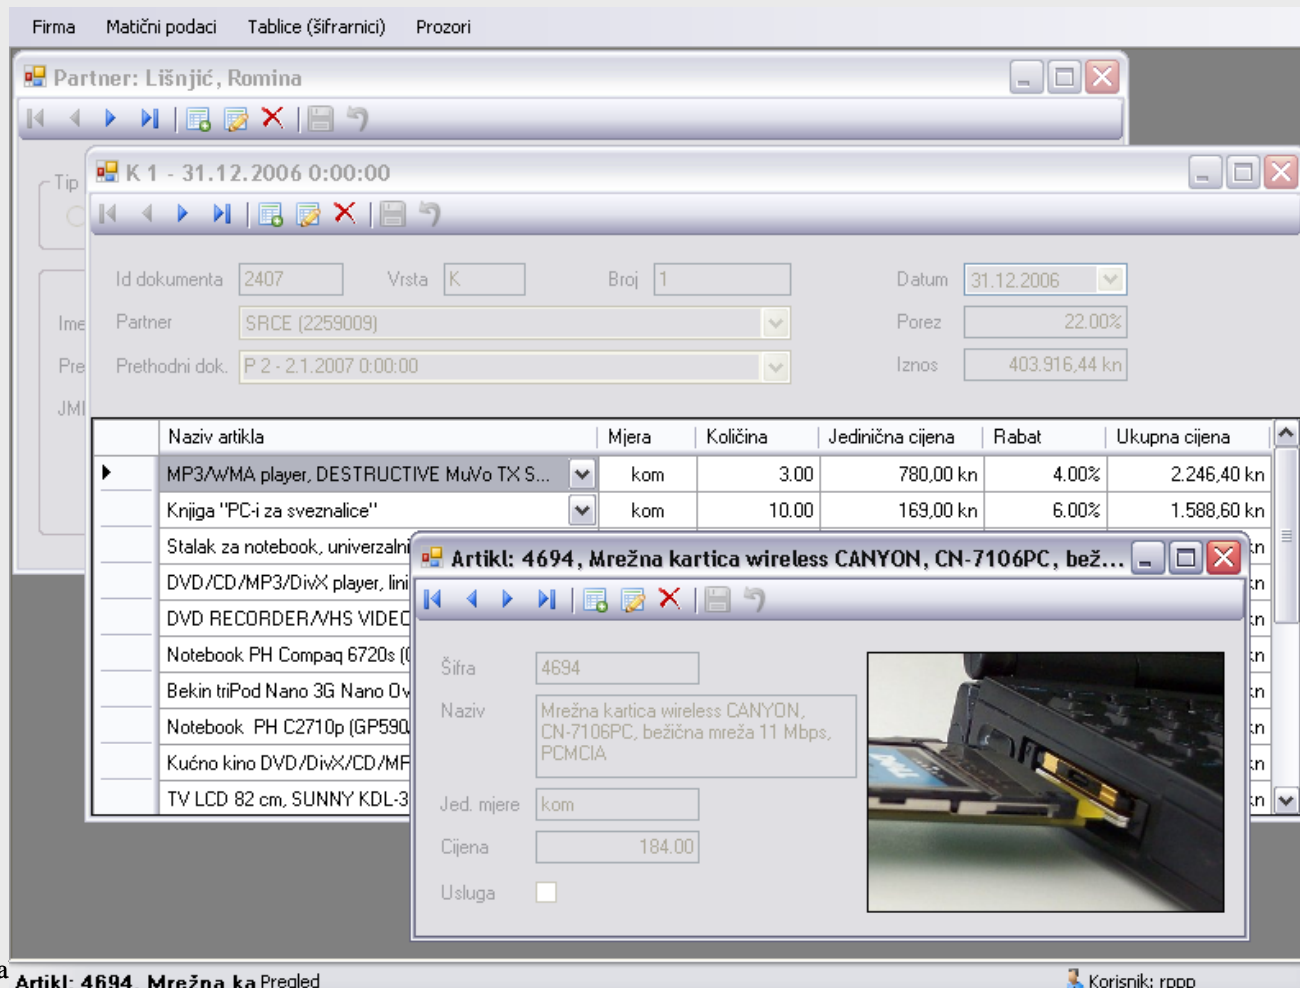 Firma Matični podaci Tablice (šifrarnici) Prozori
Partner: Lišnjić, Romina
Tip
K 1 - 31.12.2006 0:00:00
Id dokumenta 2407 Vrsta K Broj 1 Datum 31.12.2006
Ime
Partner SRCE (2259009) Porez 22.00%
Pre
Prethodni dok. P 2 - 2.1.2007 0:00:00 Iznos 403.916,44 kn
Naziv artikla Mjera Količina Jedinična cijena Rabat Ukupna cijena
MP3/WMA player, DESTRUCTIVE MuVo TX S... kom 3.00 780,00 kn 4.00% 2.246,40 kn
Knjiga "PC-i za sveznalice" kom 10.00 169,00 kn 6.00% 1.588,60 kn
Stalak za notebook, univerzalni
DVD/CD/MP3/DivX player, lini
DVD RECORDER/VHS VIDEO
Notebook PH Compaq 6720s
Bekin triPod Nano 3G Nano Ov
Notebook PH C2710p (GP590
Kućno kino DVD/DivX/CD/MP
TV LCD 82 cm, SUNNY KDL-3
Artikl: 4694, Mrežna kartica wireless CANYON, CN-7106PC, bež...
Šifra 4694
Naziv Mrežna kartica wireless CANYON,
CN-7106PC, bežična mreža 11 Mbps,
PCMCIA
Jed. mjere kom
Cijena 184.00
Usluga
DELL
a
Artikl: 4694, Mrežna ka Pregled Korisnik: rppp